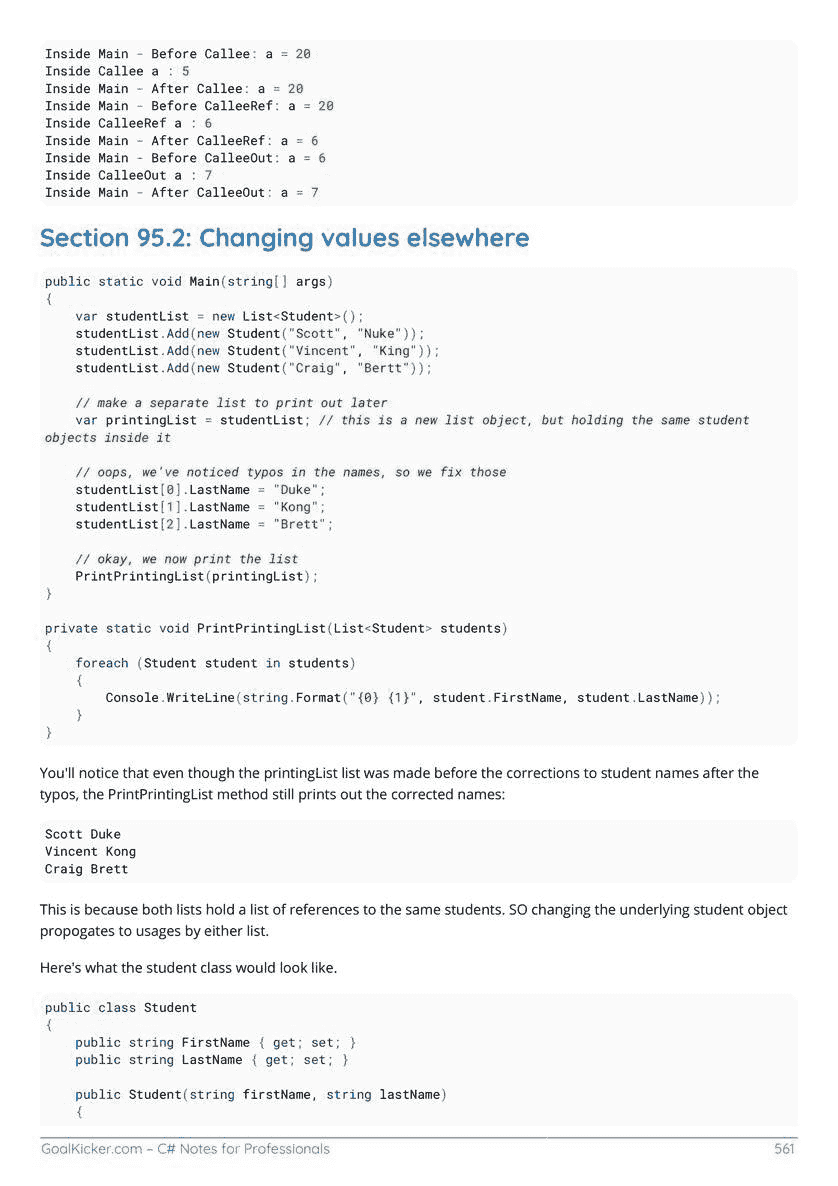 Inside Main - Before Callee: a = 20
Inside Callee a : 5
Inside Main - After Callee: a = 20
Inside Main - Before CalleeRef: a = 20
Inside CalleeRef a : 6
Inside Main - After CalleeRef: a = 6
Inside Main - Before CalleeOut: a = 6
Inside CalleeOut a : 7
Inside Main - After CalleeOut: a = 7
Section 95.2: Changing values elsewhere
public static void Main(string[] args)
{
    var studentList = new List<Student>();
    studentList.Add(new Student("Scott", "Nuke"));
    studentList.Add(new Student("Vincent", "King"));
    studentList.Add(new Student("Craig", "Bertt"));
    // make a separate list to print out later
    var printingList = studentList; // this is a new list object, but holding the same student
objects inside it
    // oops, we've noticed typos in the names, so we fix those
    studentList[0].LastName = "Duke";
    studentList[1].LastName = "Kong";
    studentList[2].LastName = "Brett";
    // okay, we now print the list
    PrintPrintingList(printingList);
}
private static void PrintPrintingList(List<Student> students)
{
    foreach (Student student in students)
    {
        Console.WriteLine(string.Format("{0} {1}", student.FirstName, student.LastName));
    }
}
You'll notice that even though the printingList list was made before the corrections to student names after the
typos, the PrintPrintingList method still prints out the corrected names:
Scott Duke
Vincent Kong
Craig Brett
This is because both lists hold a list of references to the same students. SO changing the underlying student object
propogates to usages by either list.
Here's what the student class would look like.
public class Student
{
    public string FirstName { get; set; }
    public string LastName { get; set; }
    public Student(string firstName, string lastName)
    {
GoalKicker.com – C# Notes for Professionals 561